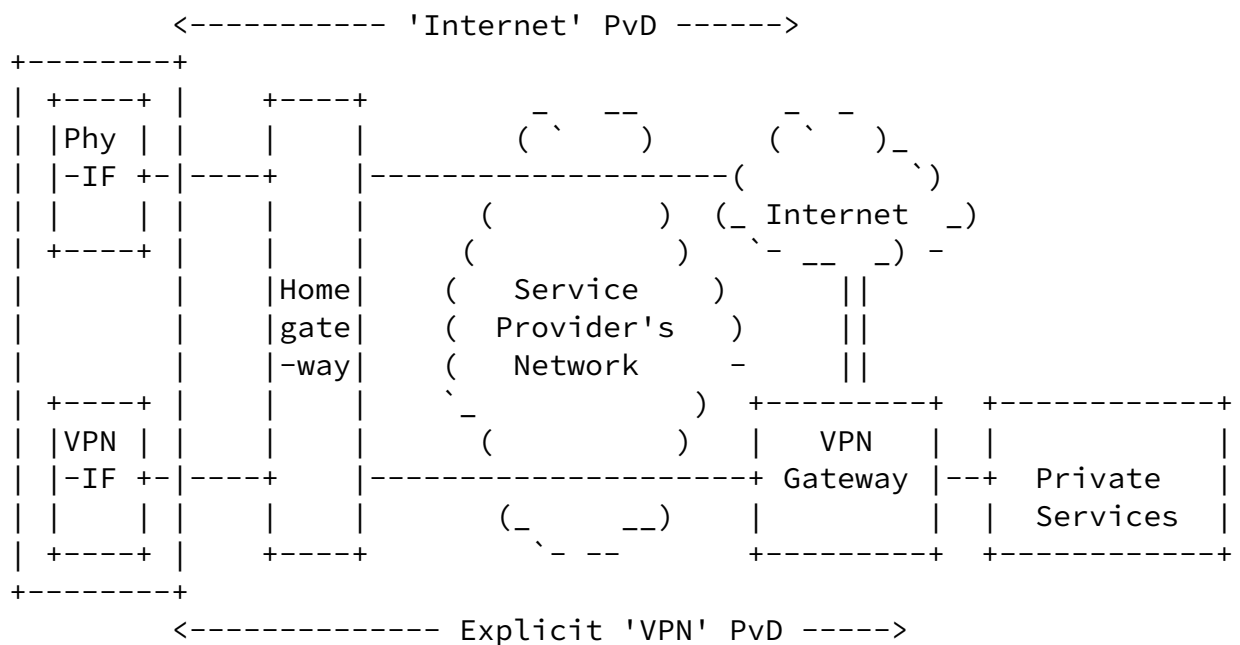 <----------- 'Internet' PvD ------>
Phy
-IF
Internet
Home
gate
-way
Service
Provider's
Network
VPN
-IF
VPN
Gateway
Private
Services
<-------------- Explicit 'VPN' PvD ----->